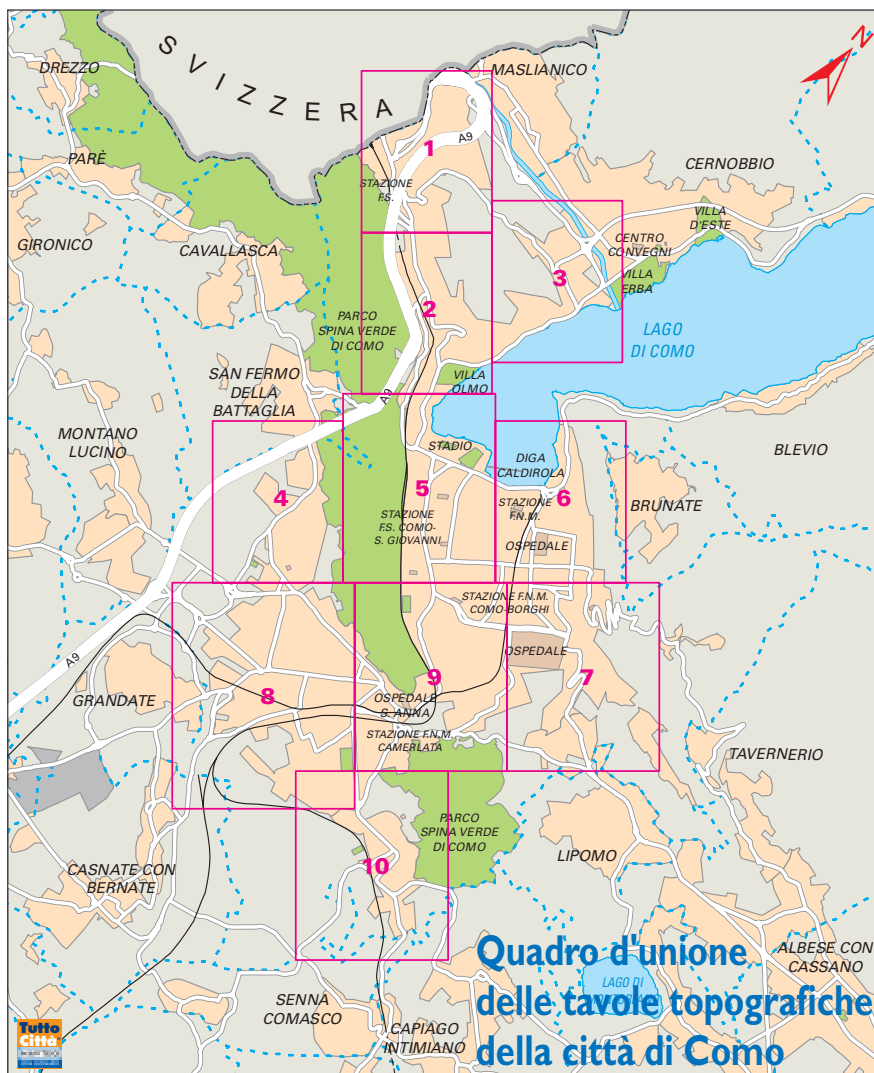 SVIZZERA
N
DREZZO
MASLIANICO
A9
1
PARÈ
STAZIONE
F.S.
CERNOBBIO
VILLA
D'ESTE
GIRONICO
CAVALLASCA
CENTRO
CONVEGNI
3
VILLA
ERBA
2
PARCO
SPINA VERDE
DI COMO
LAGO
DI COMO
SAN FERMO
DELLA
BATTAGLIA
VILLA
OLMO
A9
MONTANO
LUCINO
STADIO
DIGA
CALDIROLA
BLEVIO
4
5
6
STAZIONE
F.N.M.
BRUNATE
STAZIONE
F.S. COMO-
S. GIOVANNI
OSPEDALE
STAZIONE F.N.M.
COMO-BORGHI
OSPEDALE
A9
GRANDATE
8
9
7
OSPEDALE
S. ANNA
STAZIONE F.N.M.
CAMERLATA
TAVERNERIO
PARCO
SPINA VERDE
DI COMO
LIPOMO
CASNATE CON
BERNATE
10
ALBESE CON
CASSANO
LAGO DI
SENNA
COMASCO
CAPIAGO
INTIMIANO
Quadro d'unione
delle tavole topografiche
della città di Como
Tutto
Città